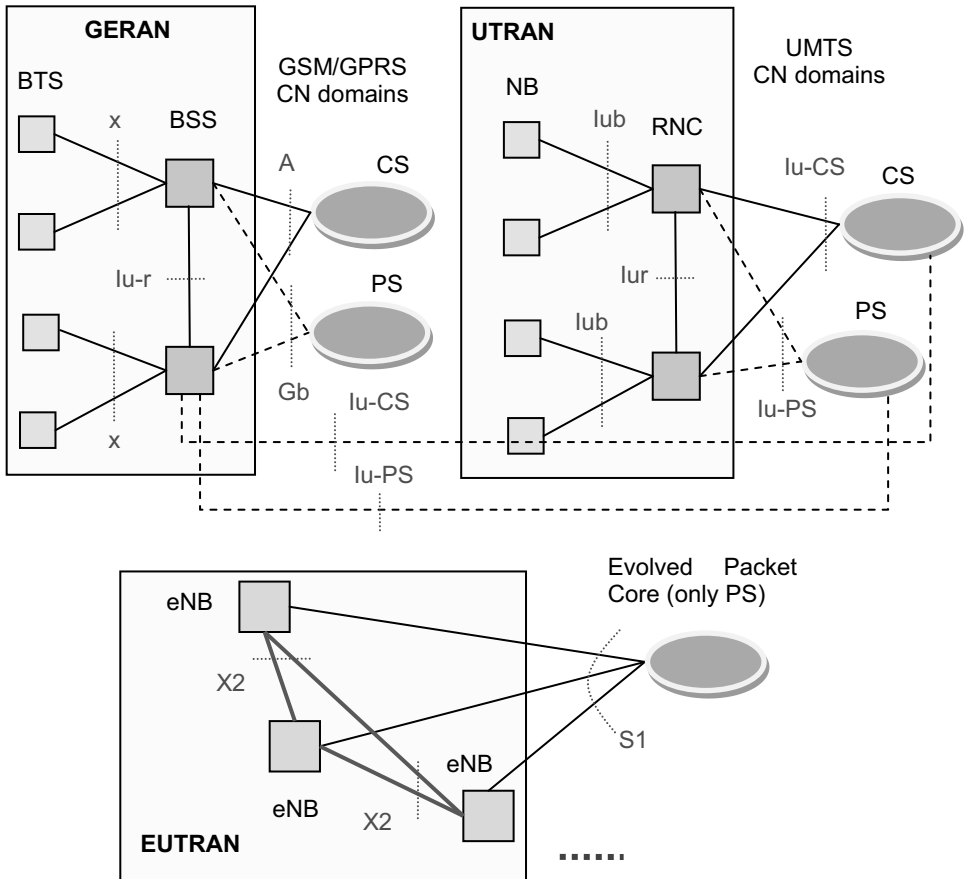 GERAN
UTRAN
BTS
GSM/GPRS
CN domains
UMTS
CN domains
NB
x
BSS
Iub
RNC
A
CS
Iu-CS
CS
Iu-r
PS
Iur
PS
Iub
Gb
Iu-CS
Iu-PS
x
Iu-PS
Evolved Packet
Core (only PS)
eNB
X2
S1
eNB
eNB
X2
EUTRAN